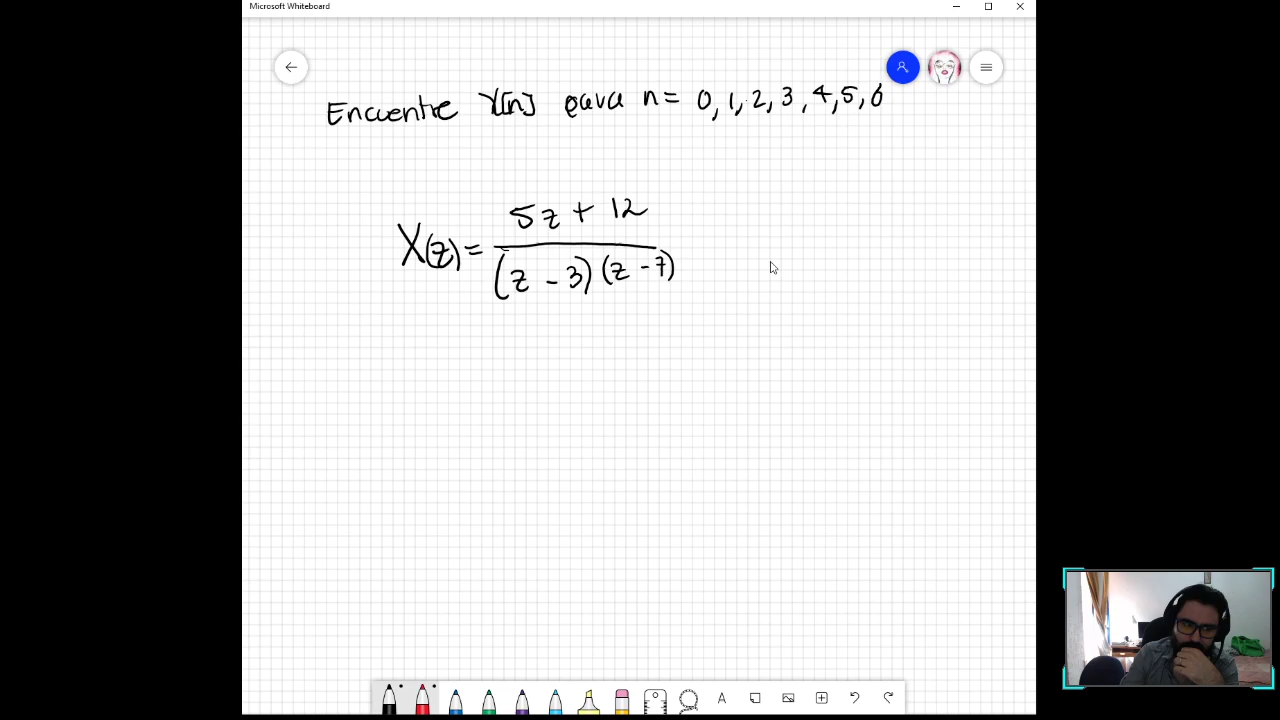 Microsoft Whiteboard
Encuentre X[n] para n= 0, 1, 2, 3, 4, 5, 6
X(z) = 5z + 12
(z - 3)(z - 7)
A